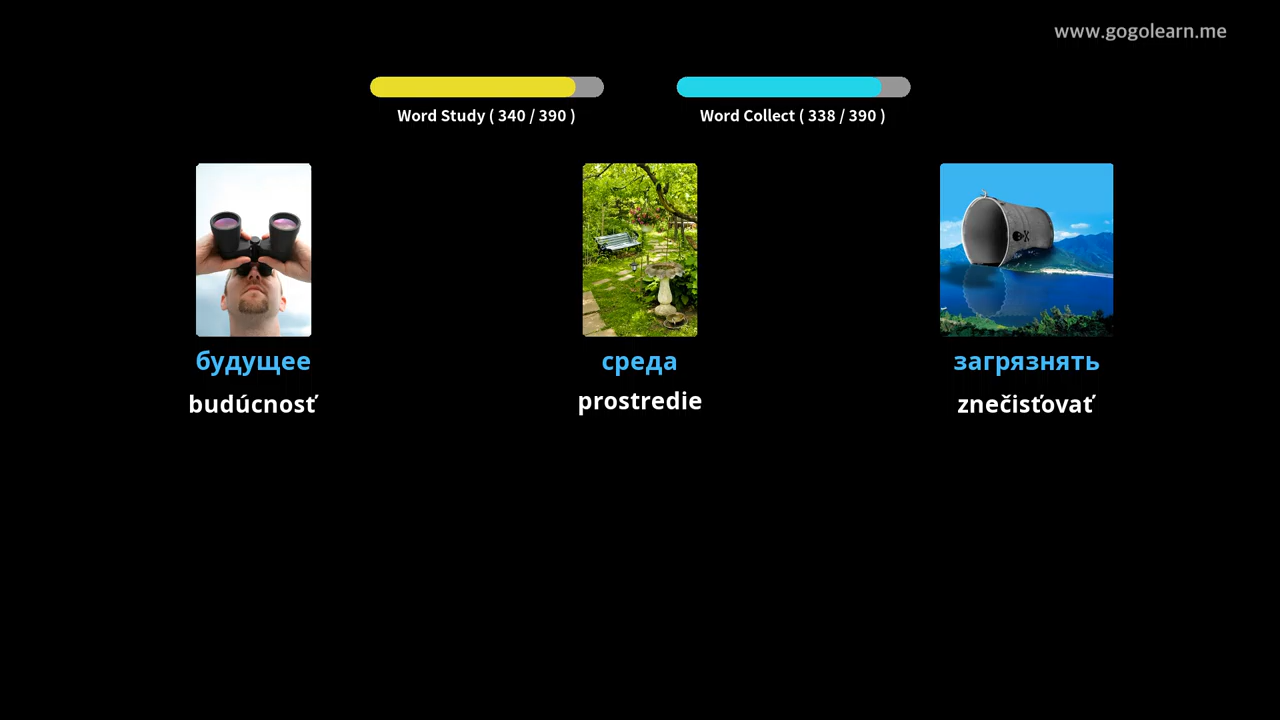 www.gogolearn.me
Word Study ( 340 / 390 )
Word Collect ( 338 / 390 )
будущее
среда
загрязнять
budúcnosť
prostredie
znečisťovať